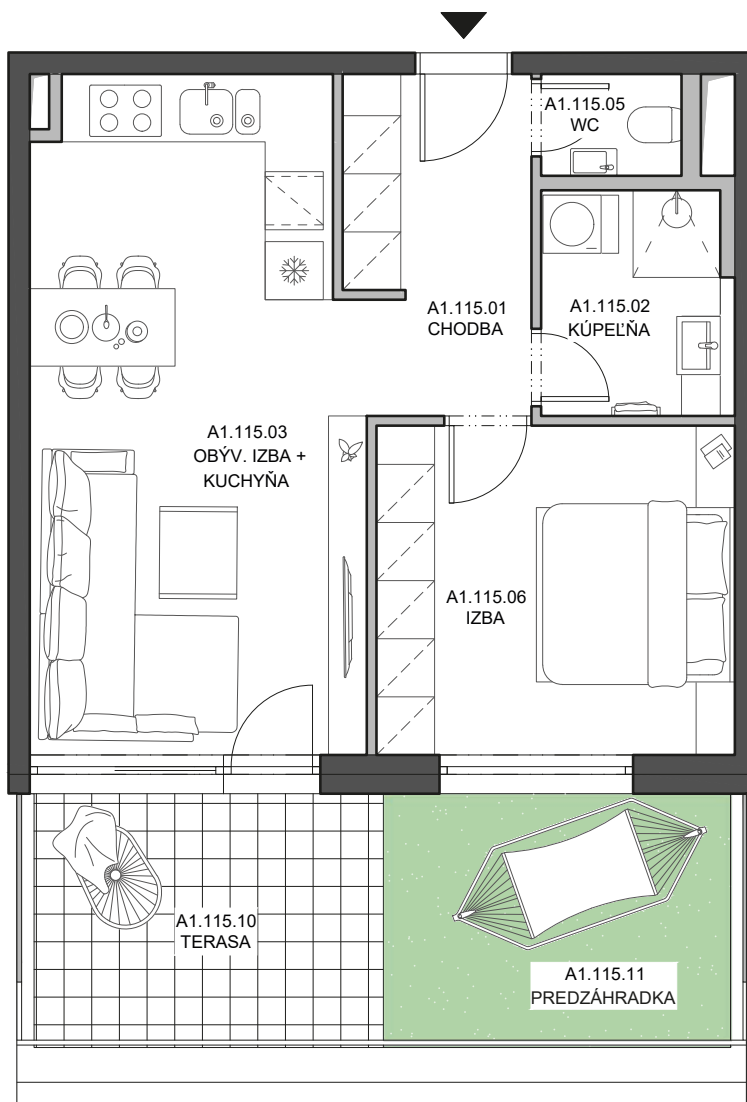 A1.115.05
WC
A1.115.01
CHODBA
A1.115.02
KÚPEĽŇA
A1.115.03
OBÝV. IZBA +
KUCHYŇA
A1.115.06
IZBA
A1.115.10
TERASA
A1.115.11
PREDZÁHRADKA